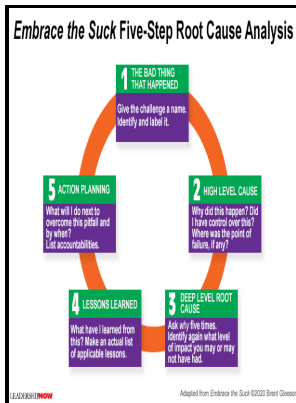 Embrace the Suck Five-Step Root Cause Analysis
1 THE BAD THING
THAT HAPPENED
Give the challenge a name.
Identify and label it.
2 HIGH LEVEL CAUSE
Why did this happen? Did
I have control over this?
Where was the point of
failure, if any?
3 DEEP LEVEL ROOT
CAUSE
Ask why five times.
Identify again what level
of impact you may or may
not have had.
4 LESSONS LEARNED
What have I learned from
this? Make an actual list
of applicable lessons.
5 ACTION PLANNING
What will I do next to
overcome this pitfall and
by when?
List accountabilities.
LEADERSHIPNOW
Adapted from Embrace the Suck ©2020 Brent Gleeson